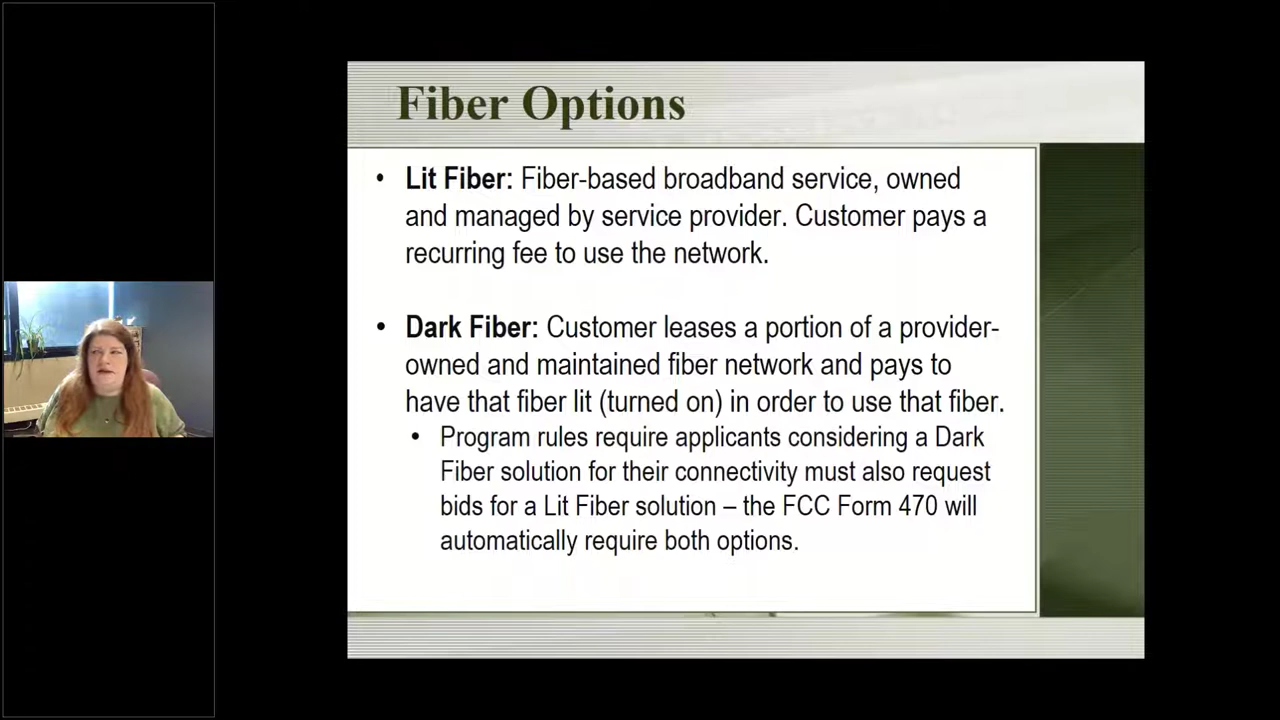 Fiber Options
• Lit Fiber: Fiber-based broadband service, owned
and managed by service provider. Customer pays a
recurring fee to use the network.
• Dark Fiber: Customer leases a portion of a provider-
owned and maintained fiber network and pays to
have that fiber lit (turned on) in order to use that fiber.
• Program rules require applicants considering a Dark
Fiber solution for their connectivity must also request
bids for a Lit Fiber solution – the FCC Form 470 will
automatically require both options.